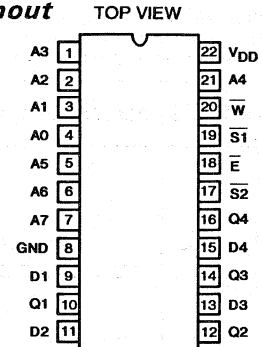 nout TOP VIEW
A3 1 22 VDD
A2 2 21 A4
A1 3 20 W̅
A0 4 19 S̅1̅
A5 5 18 E̅
A6 6 17 S̅2̅
A7 7 16 Q4
GND 8 15 D4
D1 9 14 Q3
Q1 10 13 D3
D2 11 12 Q2